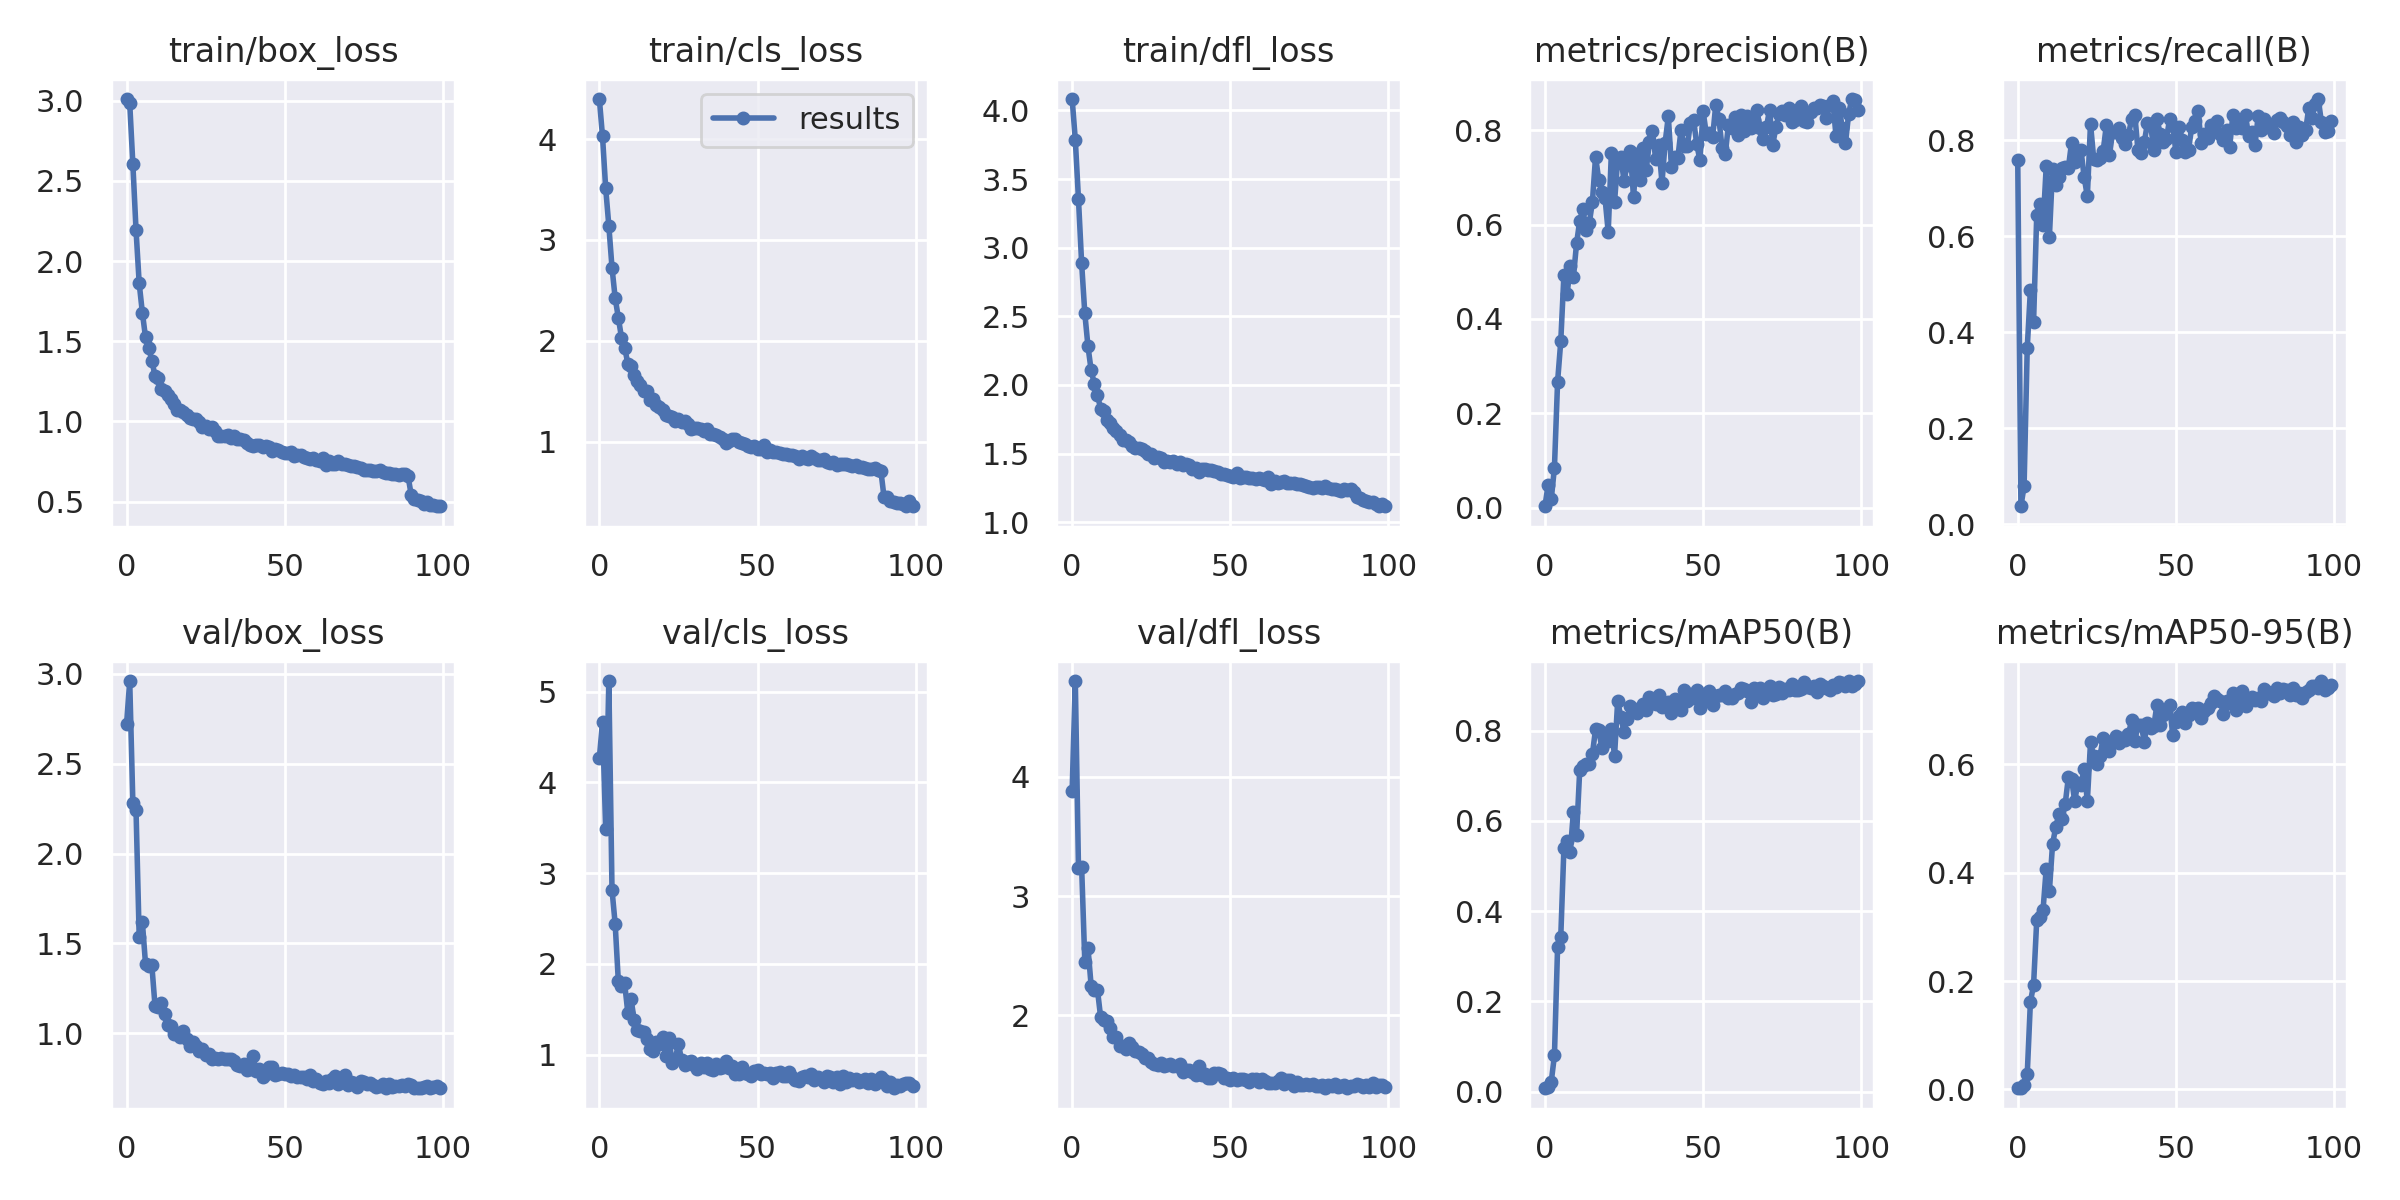 train/box_loss
3.0
2.5
2.0
1.5
1.0
0.5
0 50 100
train/cls_loss
results
4
3
2
1
0 50 100
train/dfl_loss
4.0
3.5
3.0
2.5
2.0
1.5
1.0
0 50 100
metrics/precision(B)
0.8
0.6
0.4
0.2
0.0
0 50 100
metrics/recall(B)
0.8
0.6
0.4
0.2
0.0
0 50 100
val/box_loss
3.0
2.5
2.0
1.5
1.0
0 50 100
val/cls_loss
5
4
3
2
1
0 50 100
val/dfl_loss
4
3
2
0 50 100
metrics/mAP50(B)
0.8
0.6
0.4
0.2
0.0
0 50 100
metrics/mAP50-95(B)
0.6
0.4
0.2
0.0
0 50 100